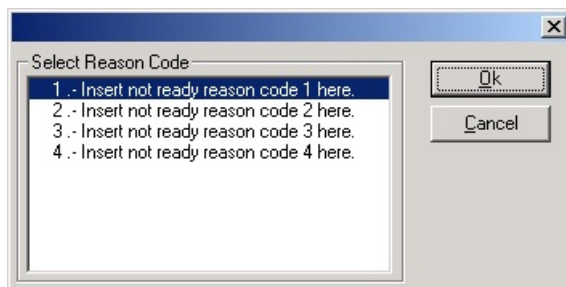 Select Reason Code
1 .- Insert not ready reason code 1 here.
2 .- Insert not ready reason code 2 here.
3 .- Insert not ready reason code 3 here.
4 .- Insert not ready reason code 4 here.
Ok
Cancel